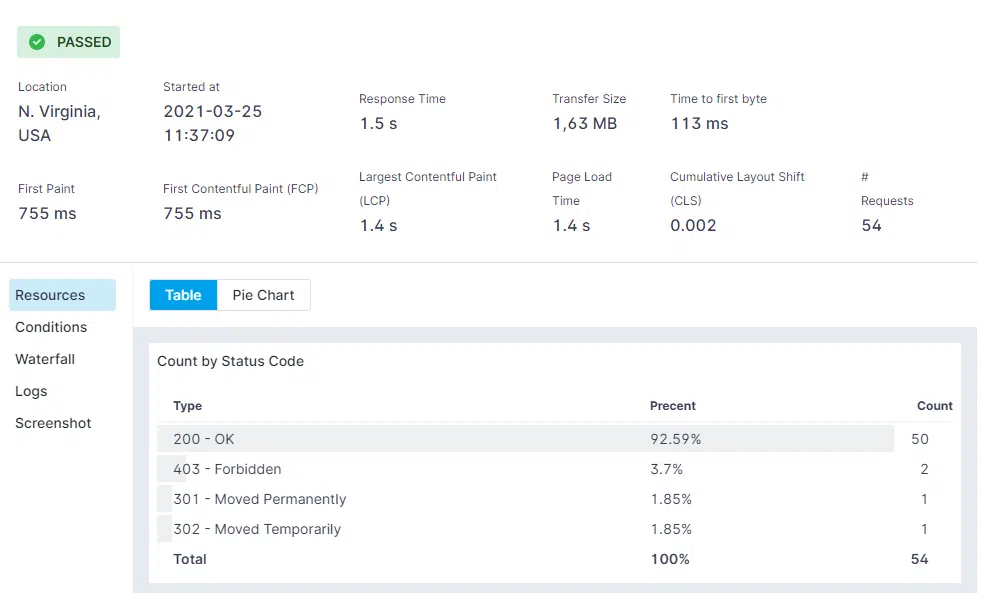 PASSED
Location
N. Virginia,
USA
Started at
2021-03-25
11:37:09
Response Time
1.5 s
Transfer Size
1,63 MB
Time to first byte
113 ms
First Paint
755 ms
First Contentful Paint (FCP)
755 ms
Largest Contentful Paint
(LCP)
1.4 s
Page Load
Time
1.4 s
Cumulative Layout Shift
(CLS)
0.002
#
Requests
54
Resources
Conditions
Waterfall
Logs
Screenshot
Table Pie Chart
Count by Status Code
Type Precent Count
200 - OK 92.59% 50
403 - Forbidden 3.7% 2
301 - Moved Permanently 1.85% 1
302 - Moved Temporarily 1.85% 1
Total 100% 54